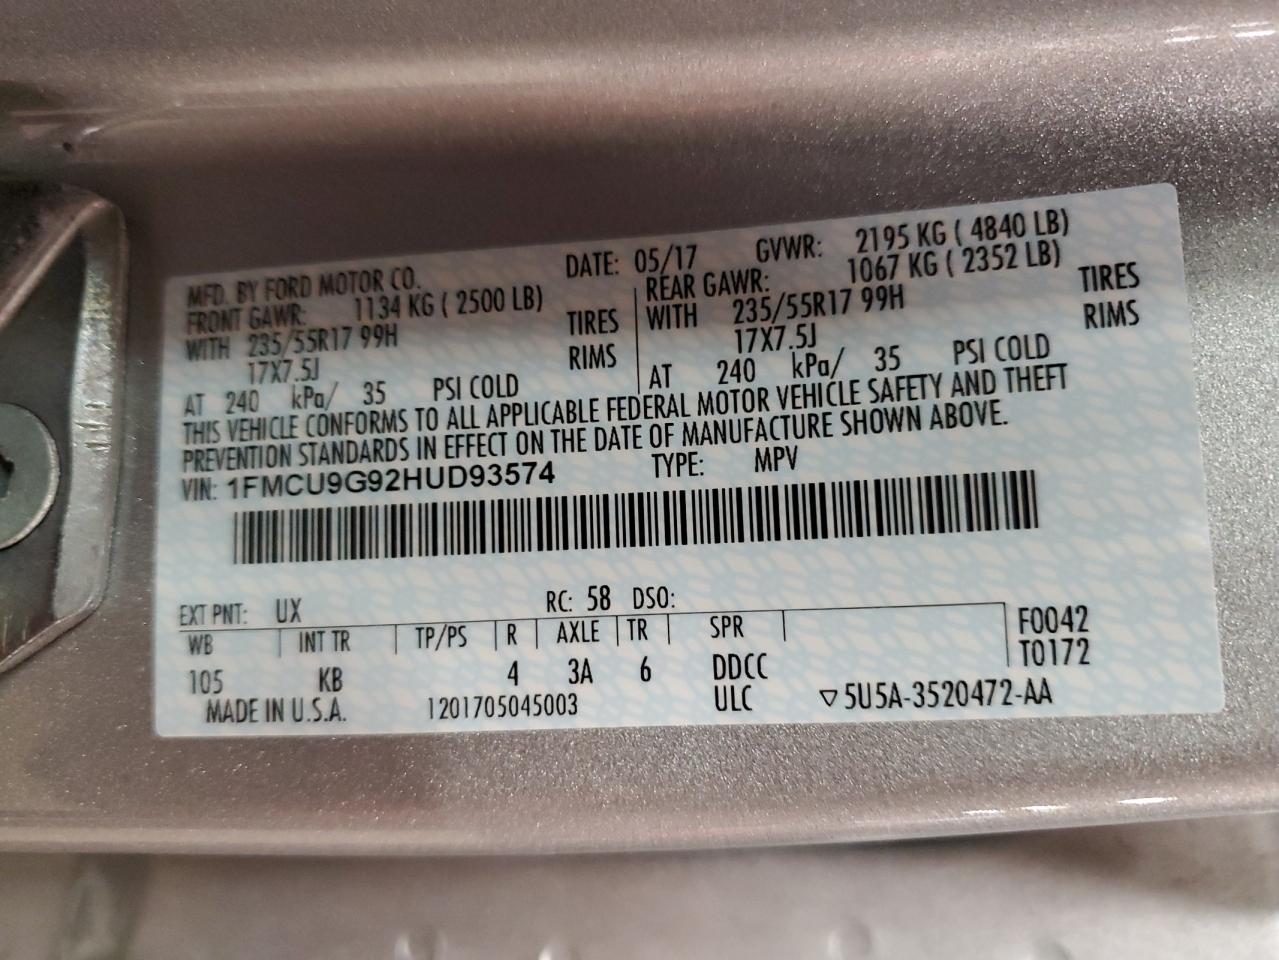 MFD. BY FORD MOTOR CO. DATE: 05/17 GVWR: 2195 KG ( 4840 LB)
FRONT GAWR: 1134 KG ( 2500 LB) REAR GAWR: 1067 KG ( 2352 LB)
WITH 235/55R17 99H TIRES WITH 235/55R17 99H TIRES
17X7.5J RIMS 17X7.5J RIMS
AT 240 kPa/ 35 PSI COLD AT 240 kPa/ 35 PSI COLD
THIS VEHICLE CONFORMS TO ALL APPLICABLE FEDERAL MOTOR VEHICLE SAFETY AND THEFT
PREVENTION STANDARDS IN EFFECT ON THE DATE OF MANUFACTURE SHOWN ABOVE.
VIN: 1FMCU9G92HUD93574 TYPE: MPV
EXT PNT: UX RC: 58 DSO:
WB INT TR TP/PS R AXLE TR SPR F0042
105 KB 4 3A 6 DDCC T0172
MADE IN U.S.A. 1201705045003 ULC ▽5U5A-3520472-AA